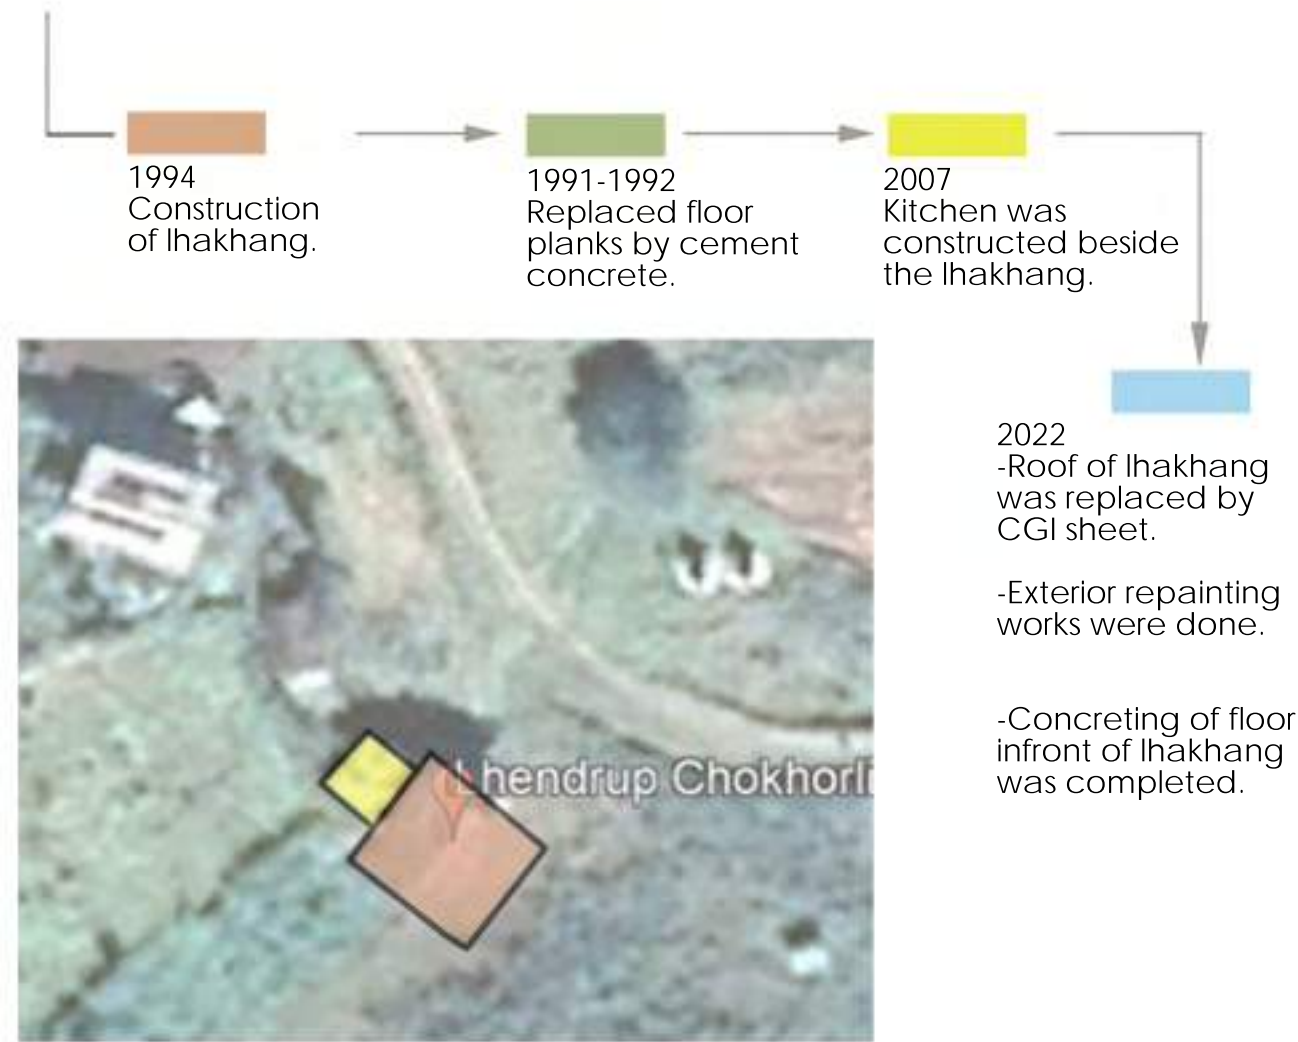 1994
Construction
of lhakhang.
1991-1992
Replaced floor
planks by cement
concrete.
2007
Kitchen was
constructed beside
the lhakhang.
2022
-Roof of lhakhang
was replaced by
CGI sheet.
-Exterior repainting
works were done.
-Concreting of floor
infront of lhakhang
was completed.
Lhendrup Chokhorli